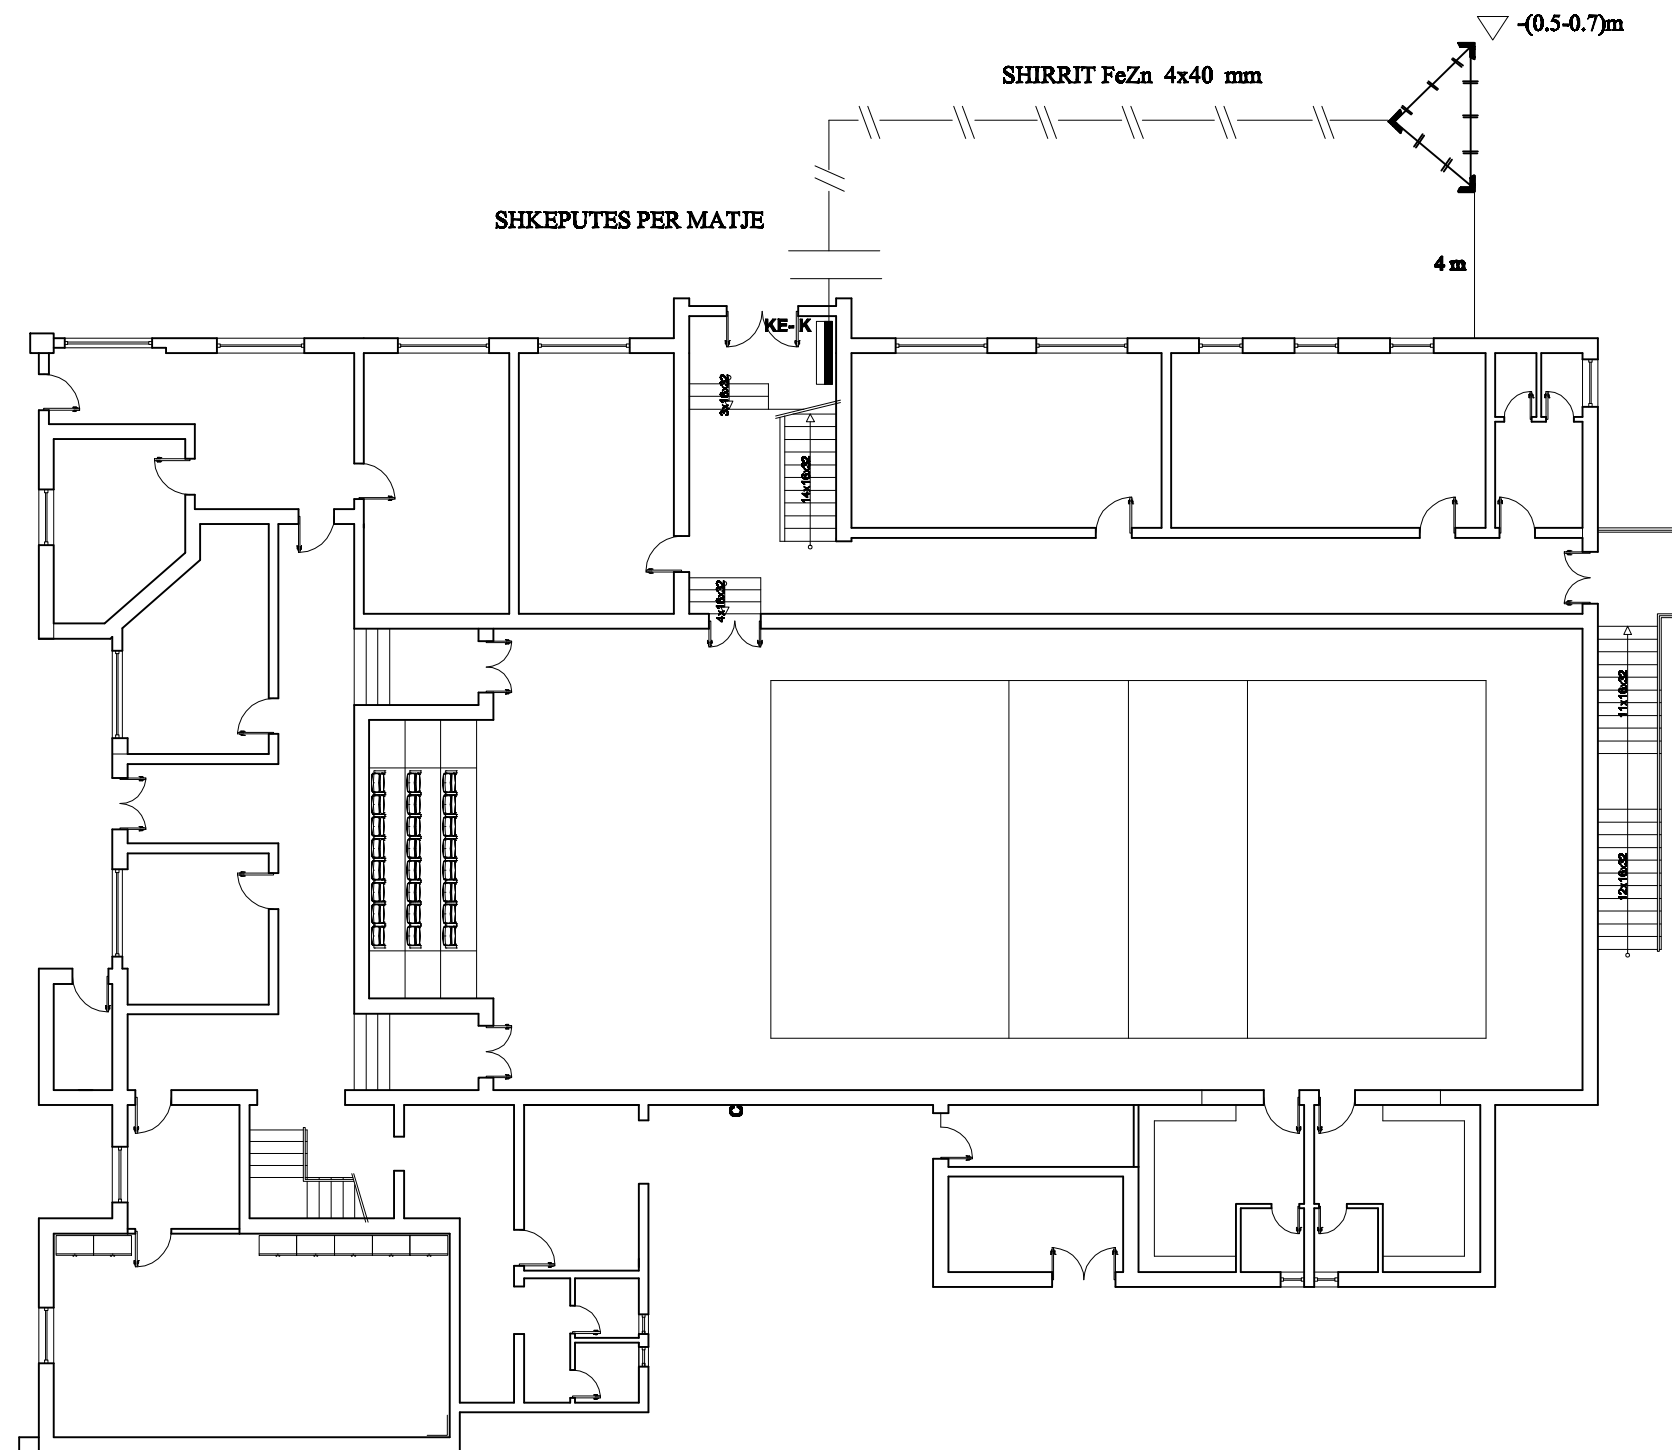 -(0.5-0.7)m
SHIRRIT FeZn 4x40 mm
SHKEPUTES PER MATJE
4 m
KE- K
3x16x32
14x16x32
4x16x32
11x16x32
12x16x32
C